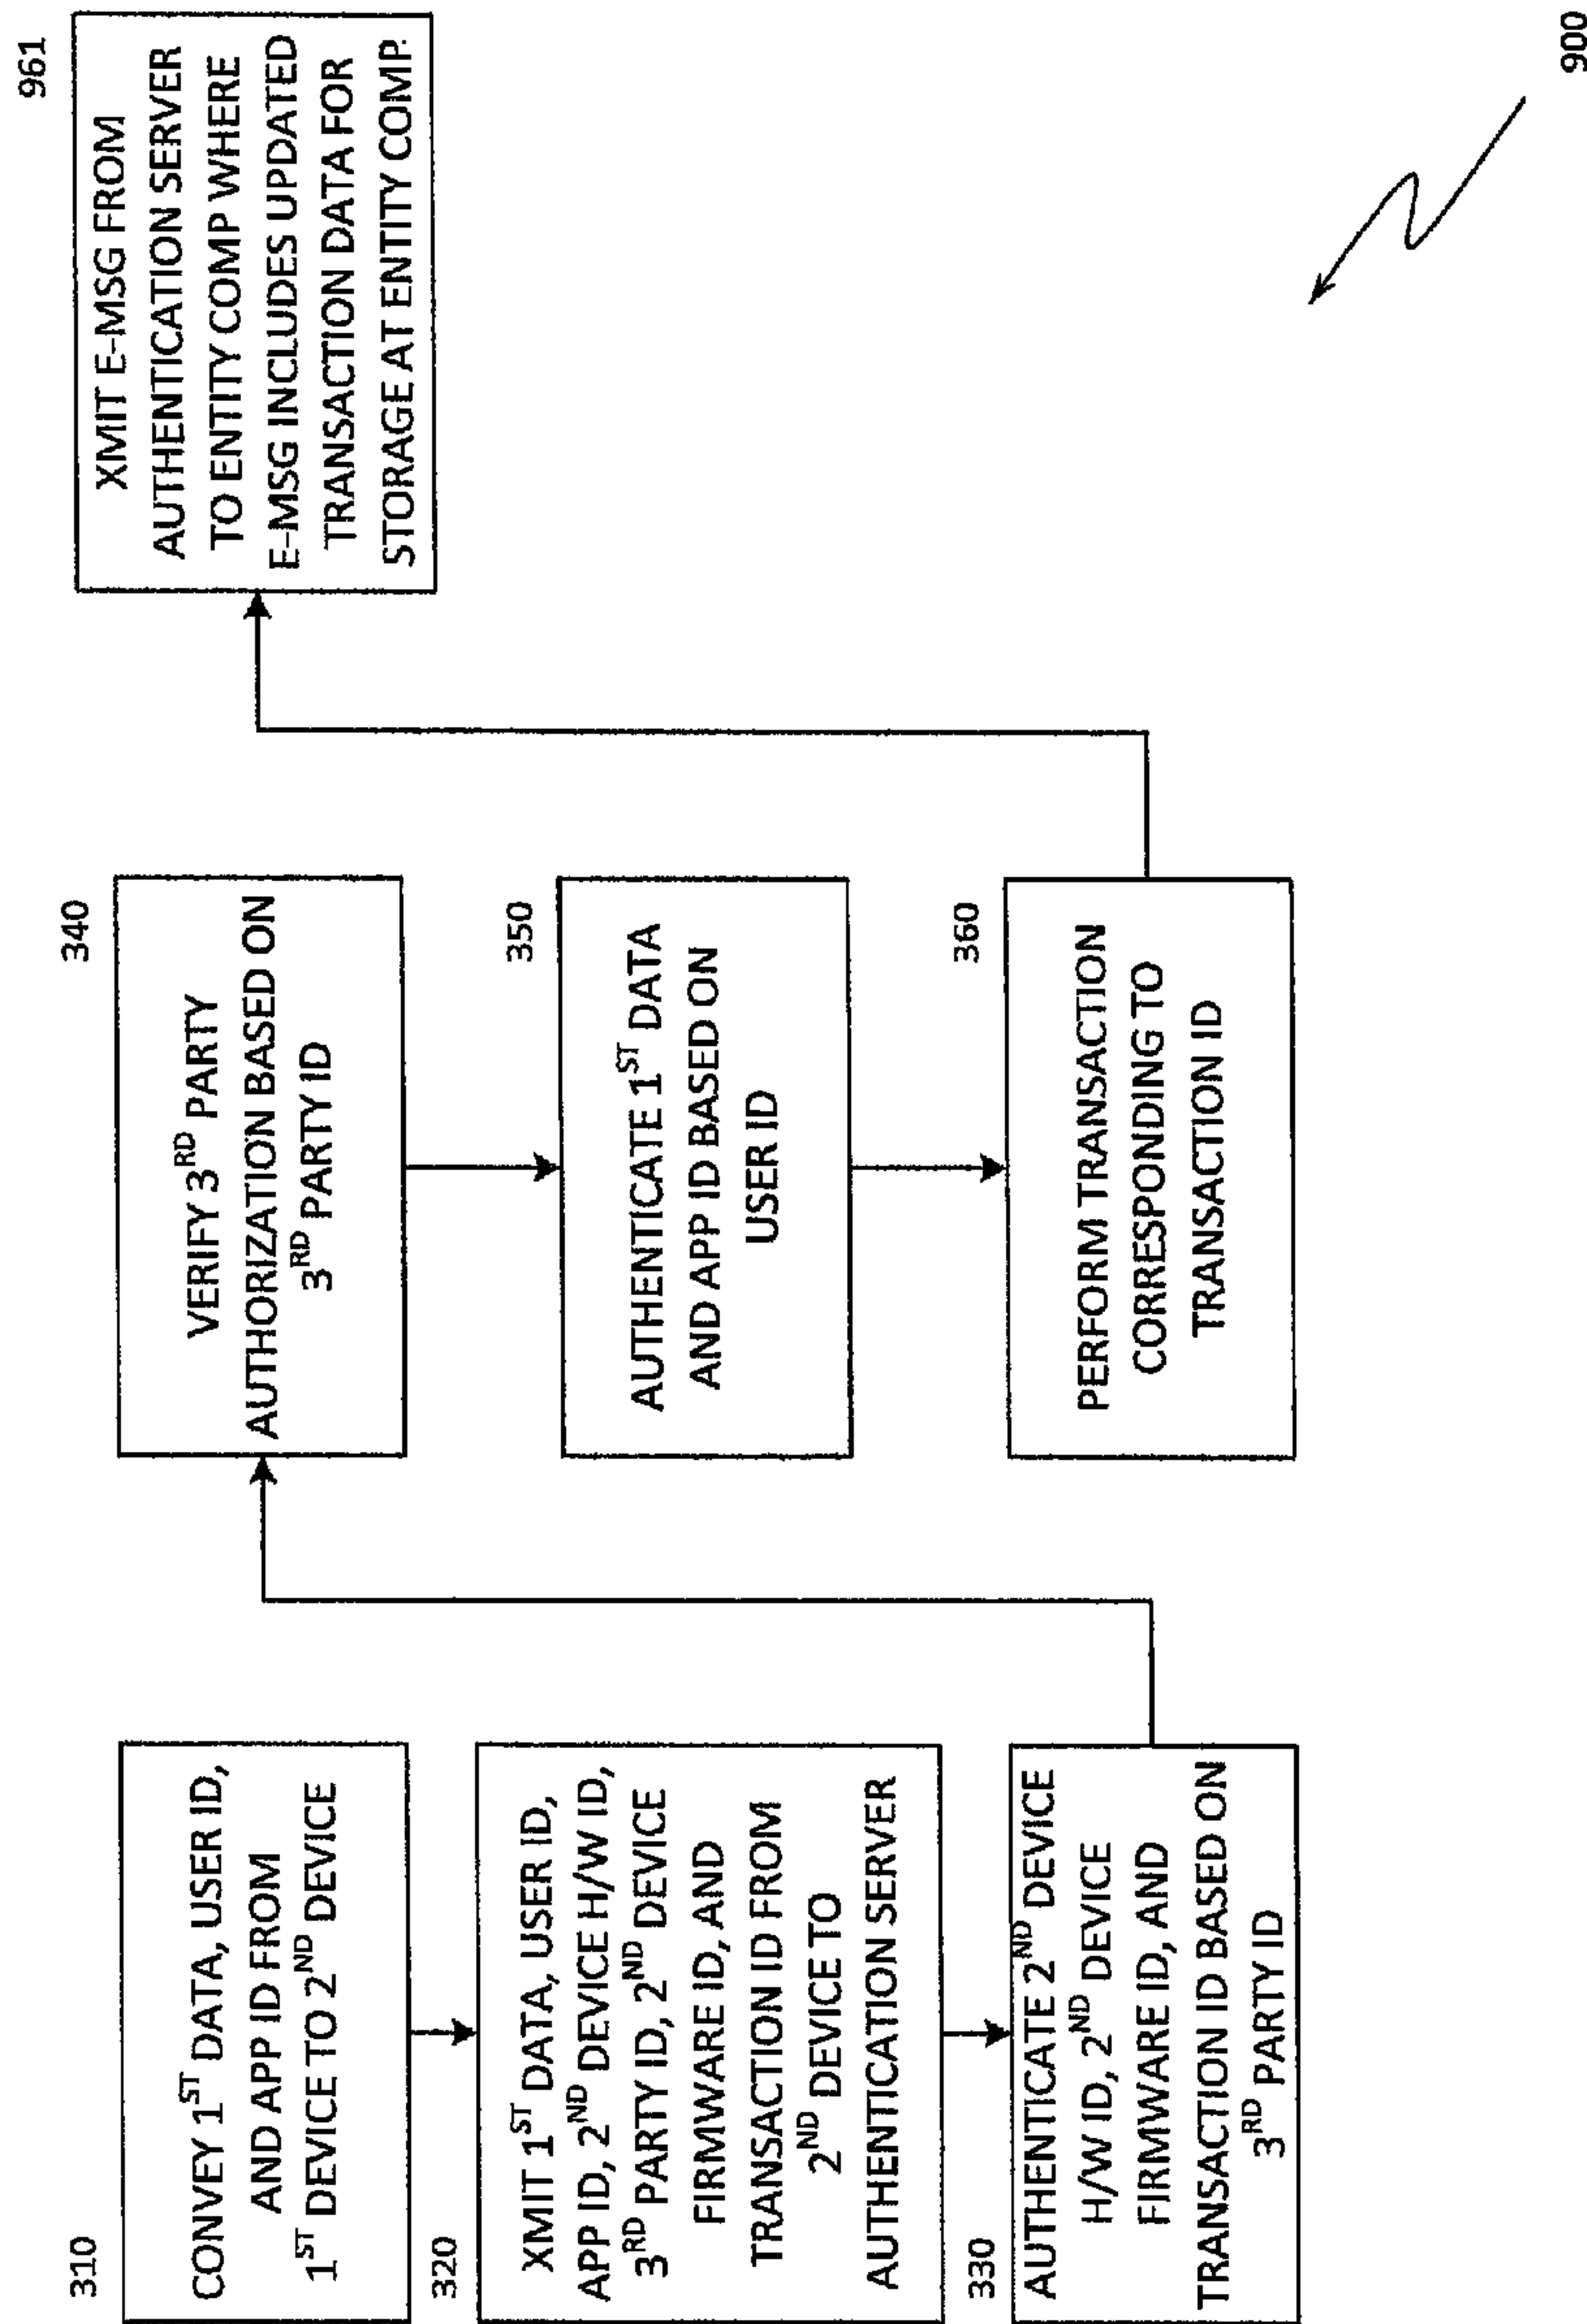 310
CONVEY 1ST DATA, USER ID,
AND APP ID FROM
1ST DEVICE TO 2ND DEVICE
320
XMIT 1ST DATA, USER ID,
APP ID, 2ND DEVICE H/W ID,
3RD PARTY ID, 2ND DEVICE
FIRMWARE ID, AND
TRANSACTION ID FROM
2ND DEVICE TO
AUTHENTICATION SERVER
330
AUTHENTICATE 2ND DEVICE
H/W ID, 2ND DEVICE
FIRMWARE ID, AND
TRANSACTION ID BASED ON
3RD PARTY ID
340
VERIFY 3RD PARTY
AUTHORIZATION BASED ON
3RD PARTY ID
350
AUTHENTICATE 1ST DATA
AND APP ID BASED ON
USER ID
360
PERFORM TRANSACTION
CORRESPONDING TO
TRANSACTION ID
961
XMIT E-MSG FROM
AUTHENTICATION SERVER
TO ENTITY COMP WHERE
E-MSG INCLUDES UPDATED
TRANSACTION DATA FOR
STORAGE AT ENTITY COMP.
900